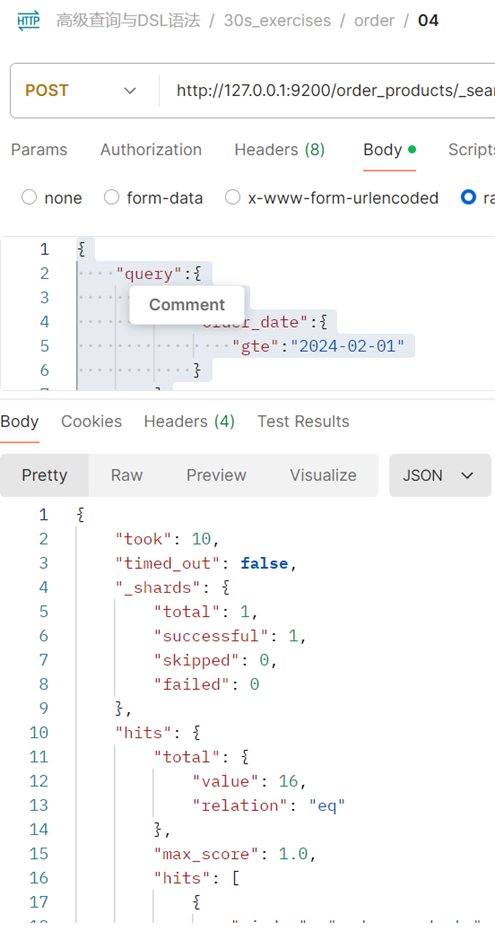 HTTP 高级查询与DSL语法 / 30s_exercises / order / 04
POST http://127.0.0.1:9200/order_products/_sear
Params Authorization Headers (8) Body Scripts
none form-data x-www-form-urlencoded ra
1 {
2 "query":{
3
Comment
4 order_date":{
5 "gte":"2024-02-01"
6 }
Body Cookies Headers (4) Test Results
Pretty Raw Preview Visualize JSON
1 {
2 "took": 10,
3 "timed_out": false,
4 "_shards": {
5 "total": 1,
6 "successful": 1,
7 "skipped": 0,
8 "failed": 0
9 },
10 "hits": {
11 "total": {
12 "value": 16,
13 "relation": "eq"
14 },
15 "max_score": 1.0,
16 "hits": [
17 {